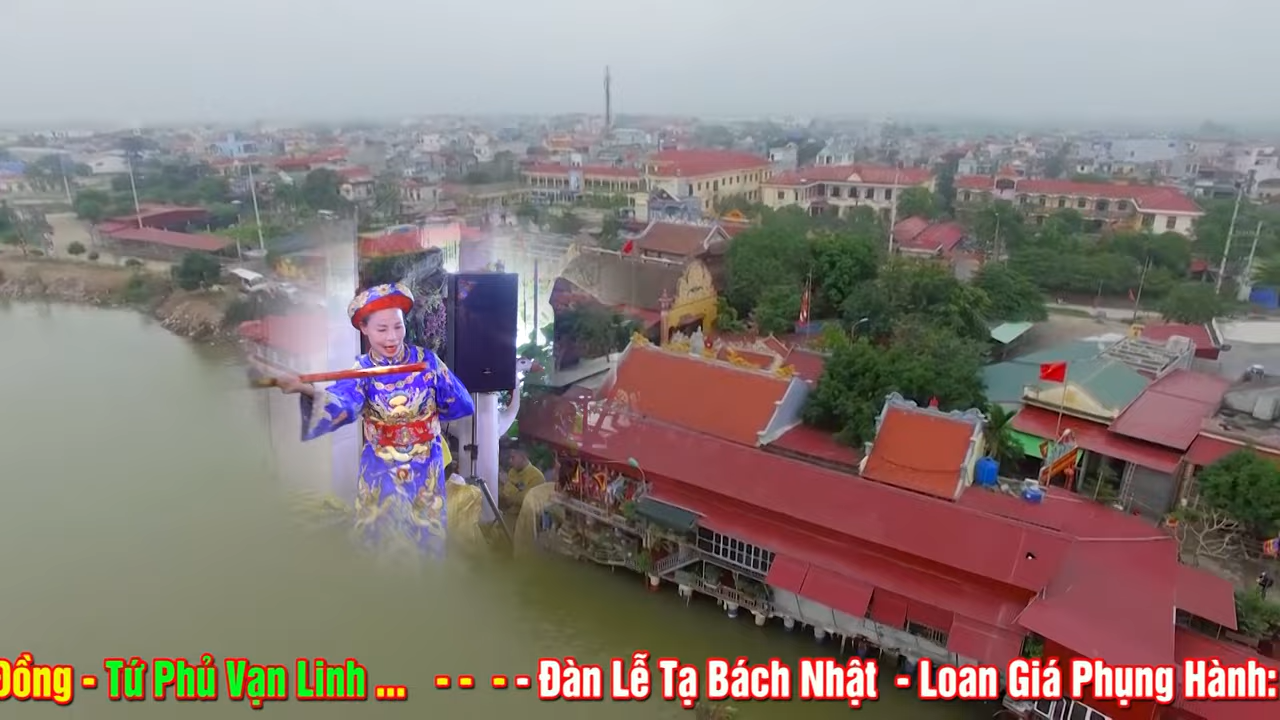 Đồng - Tứ Phủ Vạn Linh ... - - - - Đàn Lễ Tạ Bách Nhật - Loan Giá Phụng Hành: